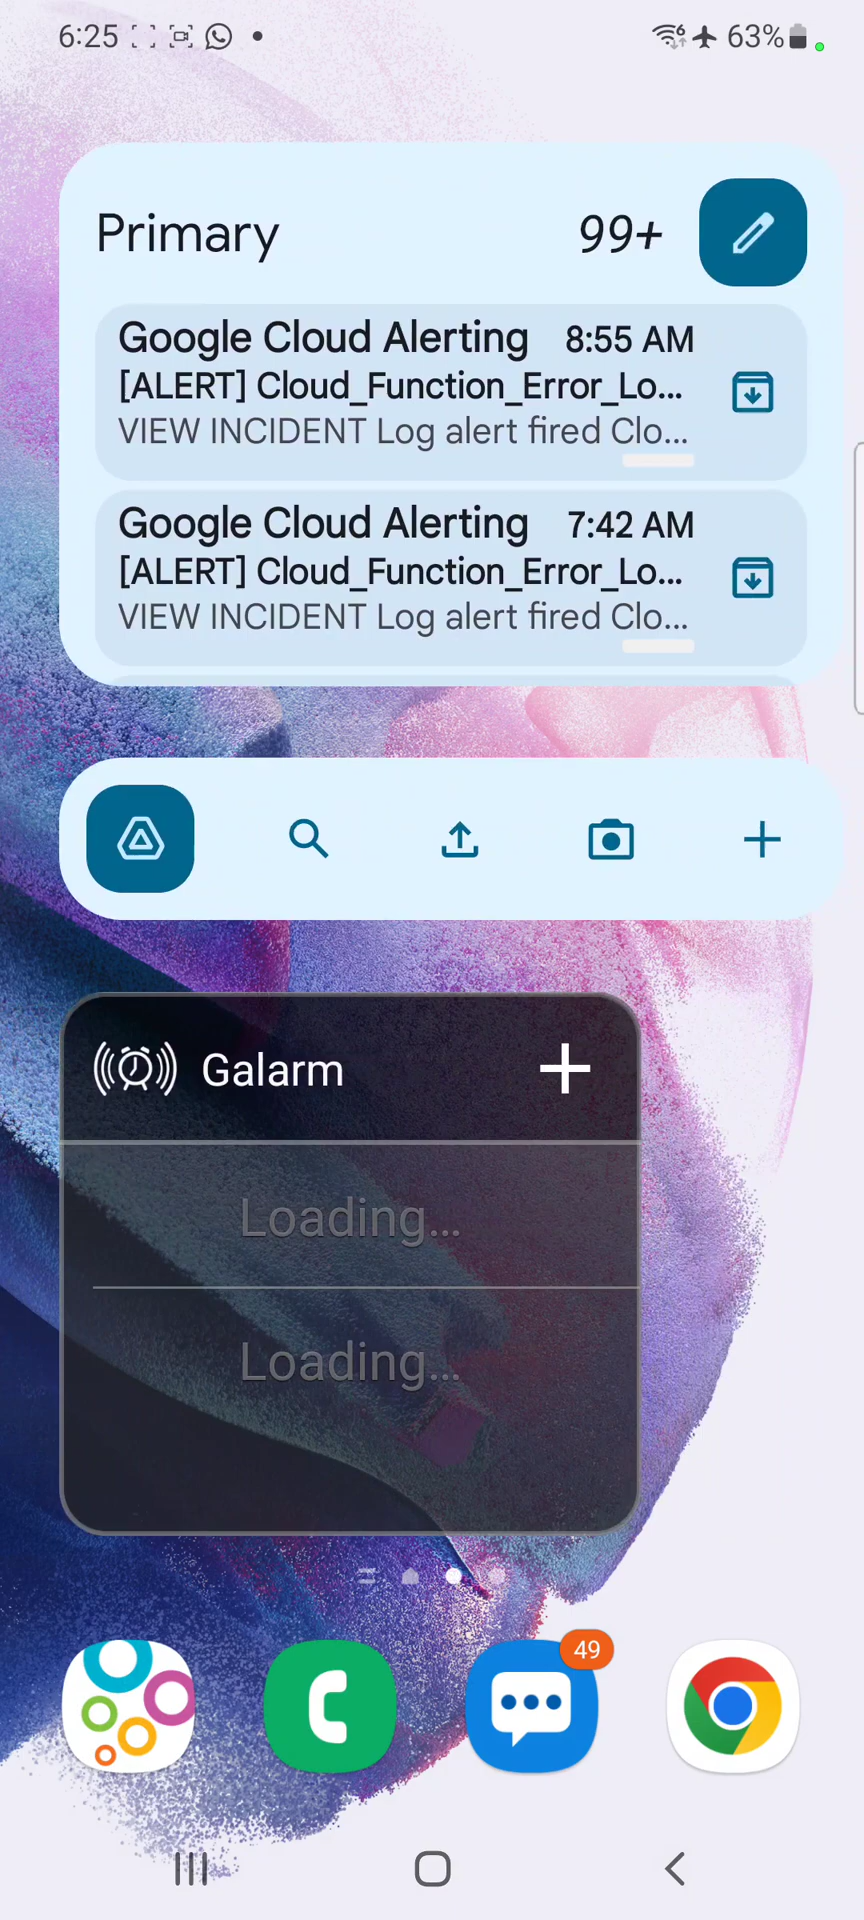 6:25 63%
Primary 99+
Google Cloud Alerting 8:55 AM
[ALERT] Cloud_Function_Error_Lo...
VIEW INCIDENT Log alert fired Clo...
Google Cloud Alerting 7:42 AM
[ALERT] Cloud_Function_Error_Lo...
VIEW INCIDENT Log alert fired Clo...
Galarm
Loading...
Loading...
49